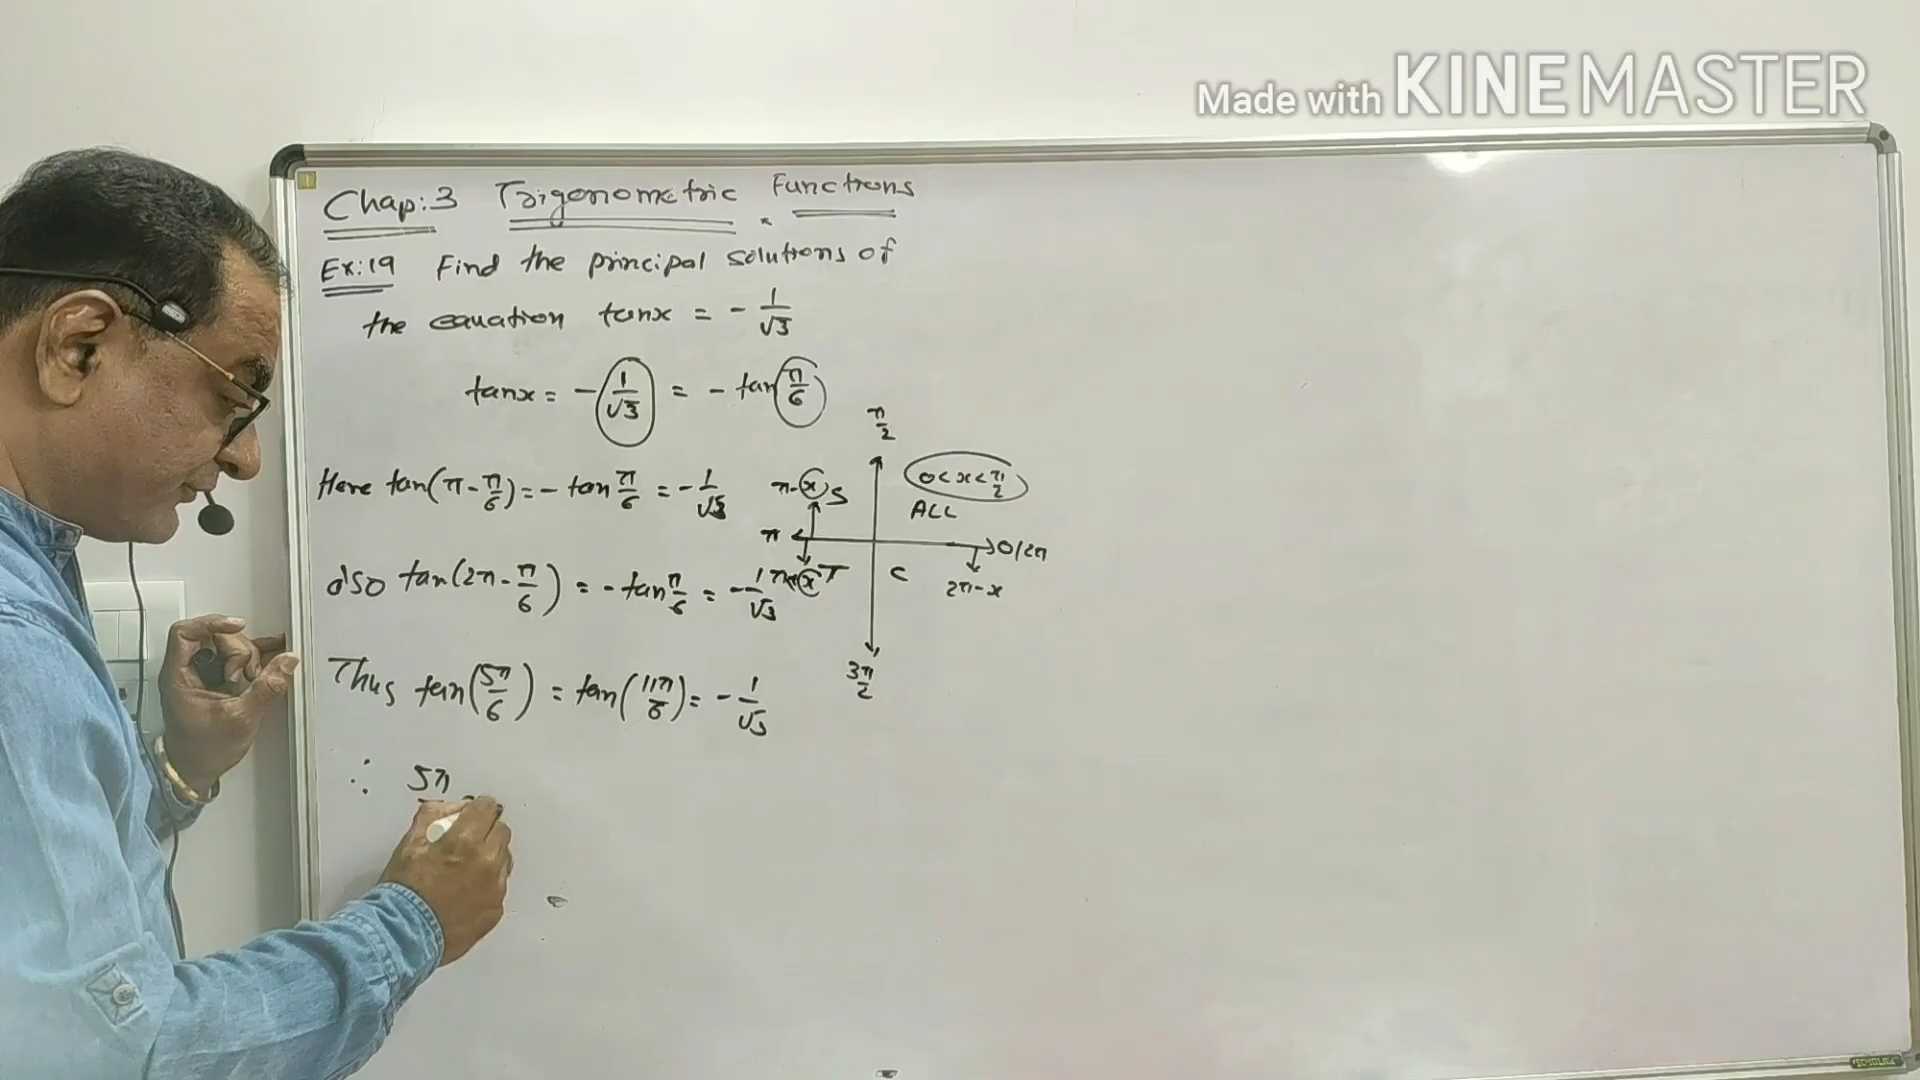 Made with KINEMASTER
Chap:3 Trigonometric Functions
Ex:19 Find the principal solutions of
the equation tanx = - 1/√3
tanx = - 1/√3 = - tan π/6
Here tan(π - π/6) = - tan π/6 = - 1/√3
also tan(2π - π/6) = - tan π/6 = - 1/√3
Thus tan(5π/6) = tan(11π/6) = - 1/√3
∴ 5π
π/2
0 < x < π/2
π-x S
ALL
π
0/2π
π+x T
C
2π-x
3π/2